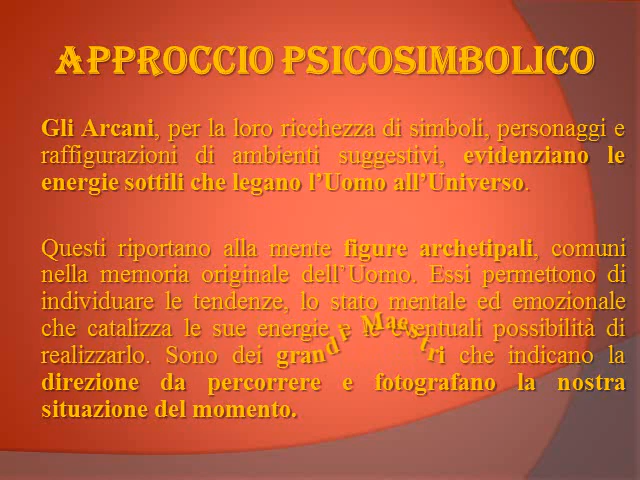 APPROCCIO PSICOSIMBOLICO
Gli Arcani, per la loro ricchezza di simboli, personaggi e
raffigurazioni di ambienti suggestivi, evidenziano le
energie sottili che legano l'Uomo all'Universo.
Questi riportano alla mente figure archetipali, comuni
nella memoria originale dell'Uomo. Essi permettono di
individuare le tendenze, lo stato mentale ed emozionale
che catalizza le sue energie e le eventuali possibilità di
realizzarlo. Sono dei grandi Maestri che indicano la
direzione da percorrere e fotografano la nostra
situazione del momento.